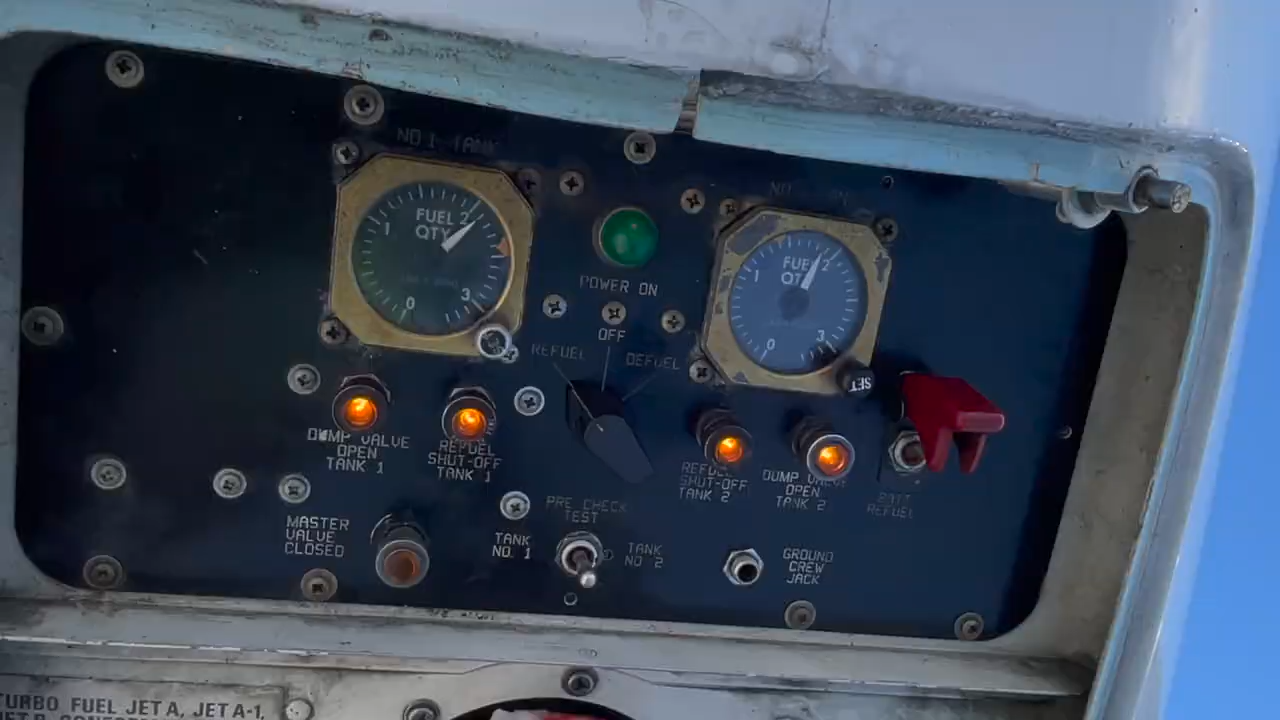 NO 1 TANK
FUEL
QTY
0
1
2
3
FUEL
QTY
0
1
2
3
SET
POWER ON
REFUEL
OFF
DEFUEL
DUMP VALVE
OPEN
TANK 1
REFUEL
SHUT-OFF
TANK 1
REFUEL
SHUT-OFF
TANK 2
DUMP VALVE
OPEN
TANK 2
BATT
REFUEL
MASTER
VALVE
CLOSED
PRE CHECK
TEST
TANK
NO. 1
TANK
NO 2
GROUND
CREW
JACK
TURBO FUEL JET A, JET A-1,